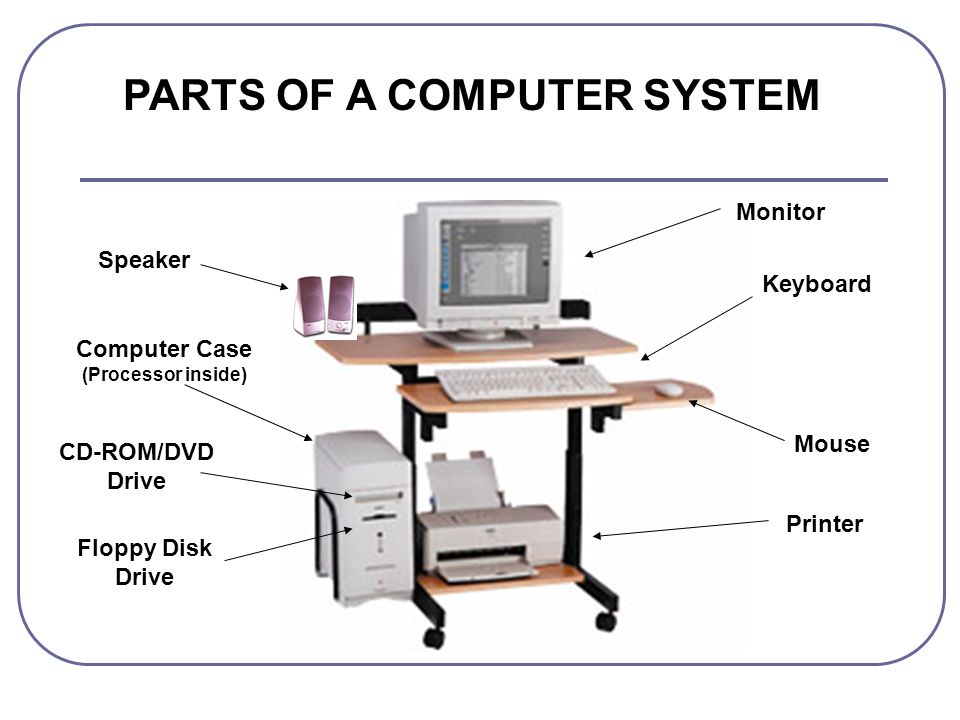 PARTS OF A COMPUTER SYSTEM
Monitor
Speaker
Keyboard
Computer Case
(Processor inside)
CD-ROM/DVD
Drive
Mouse
Printer
Floppy Disk
Drive